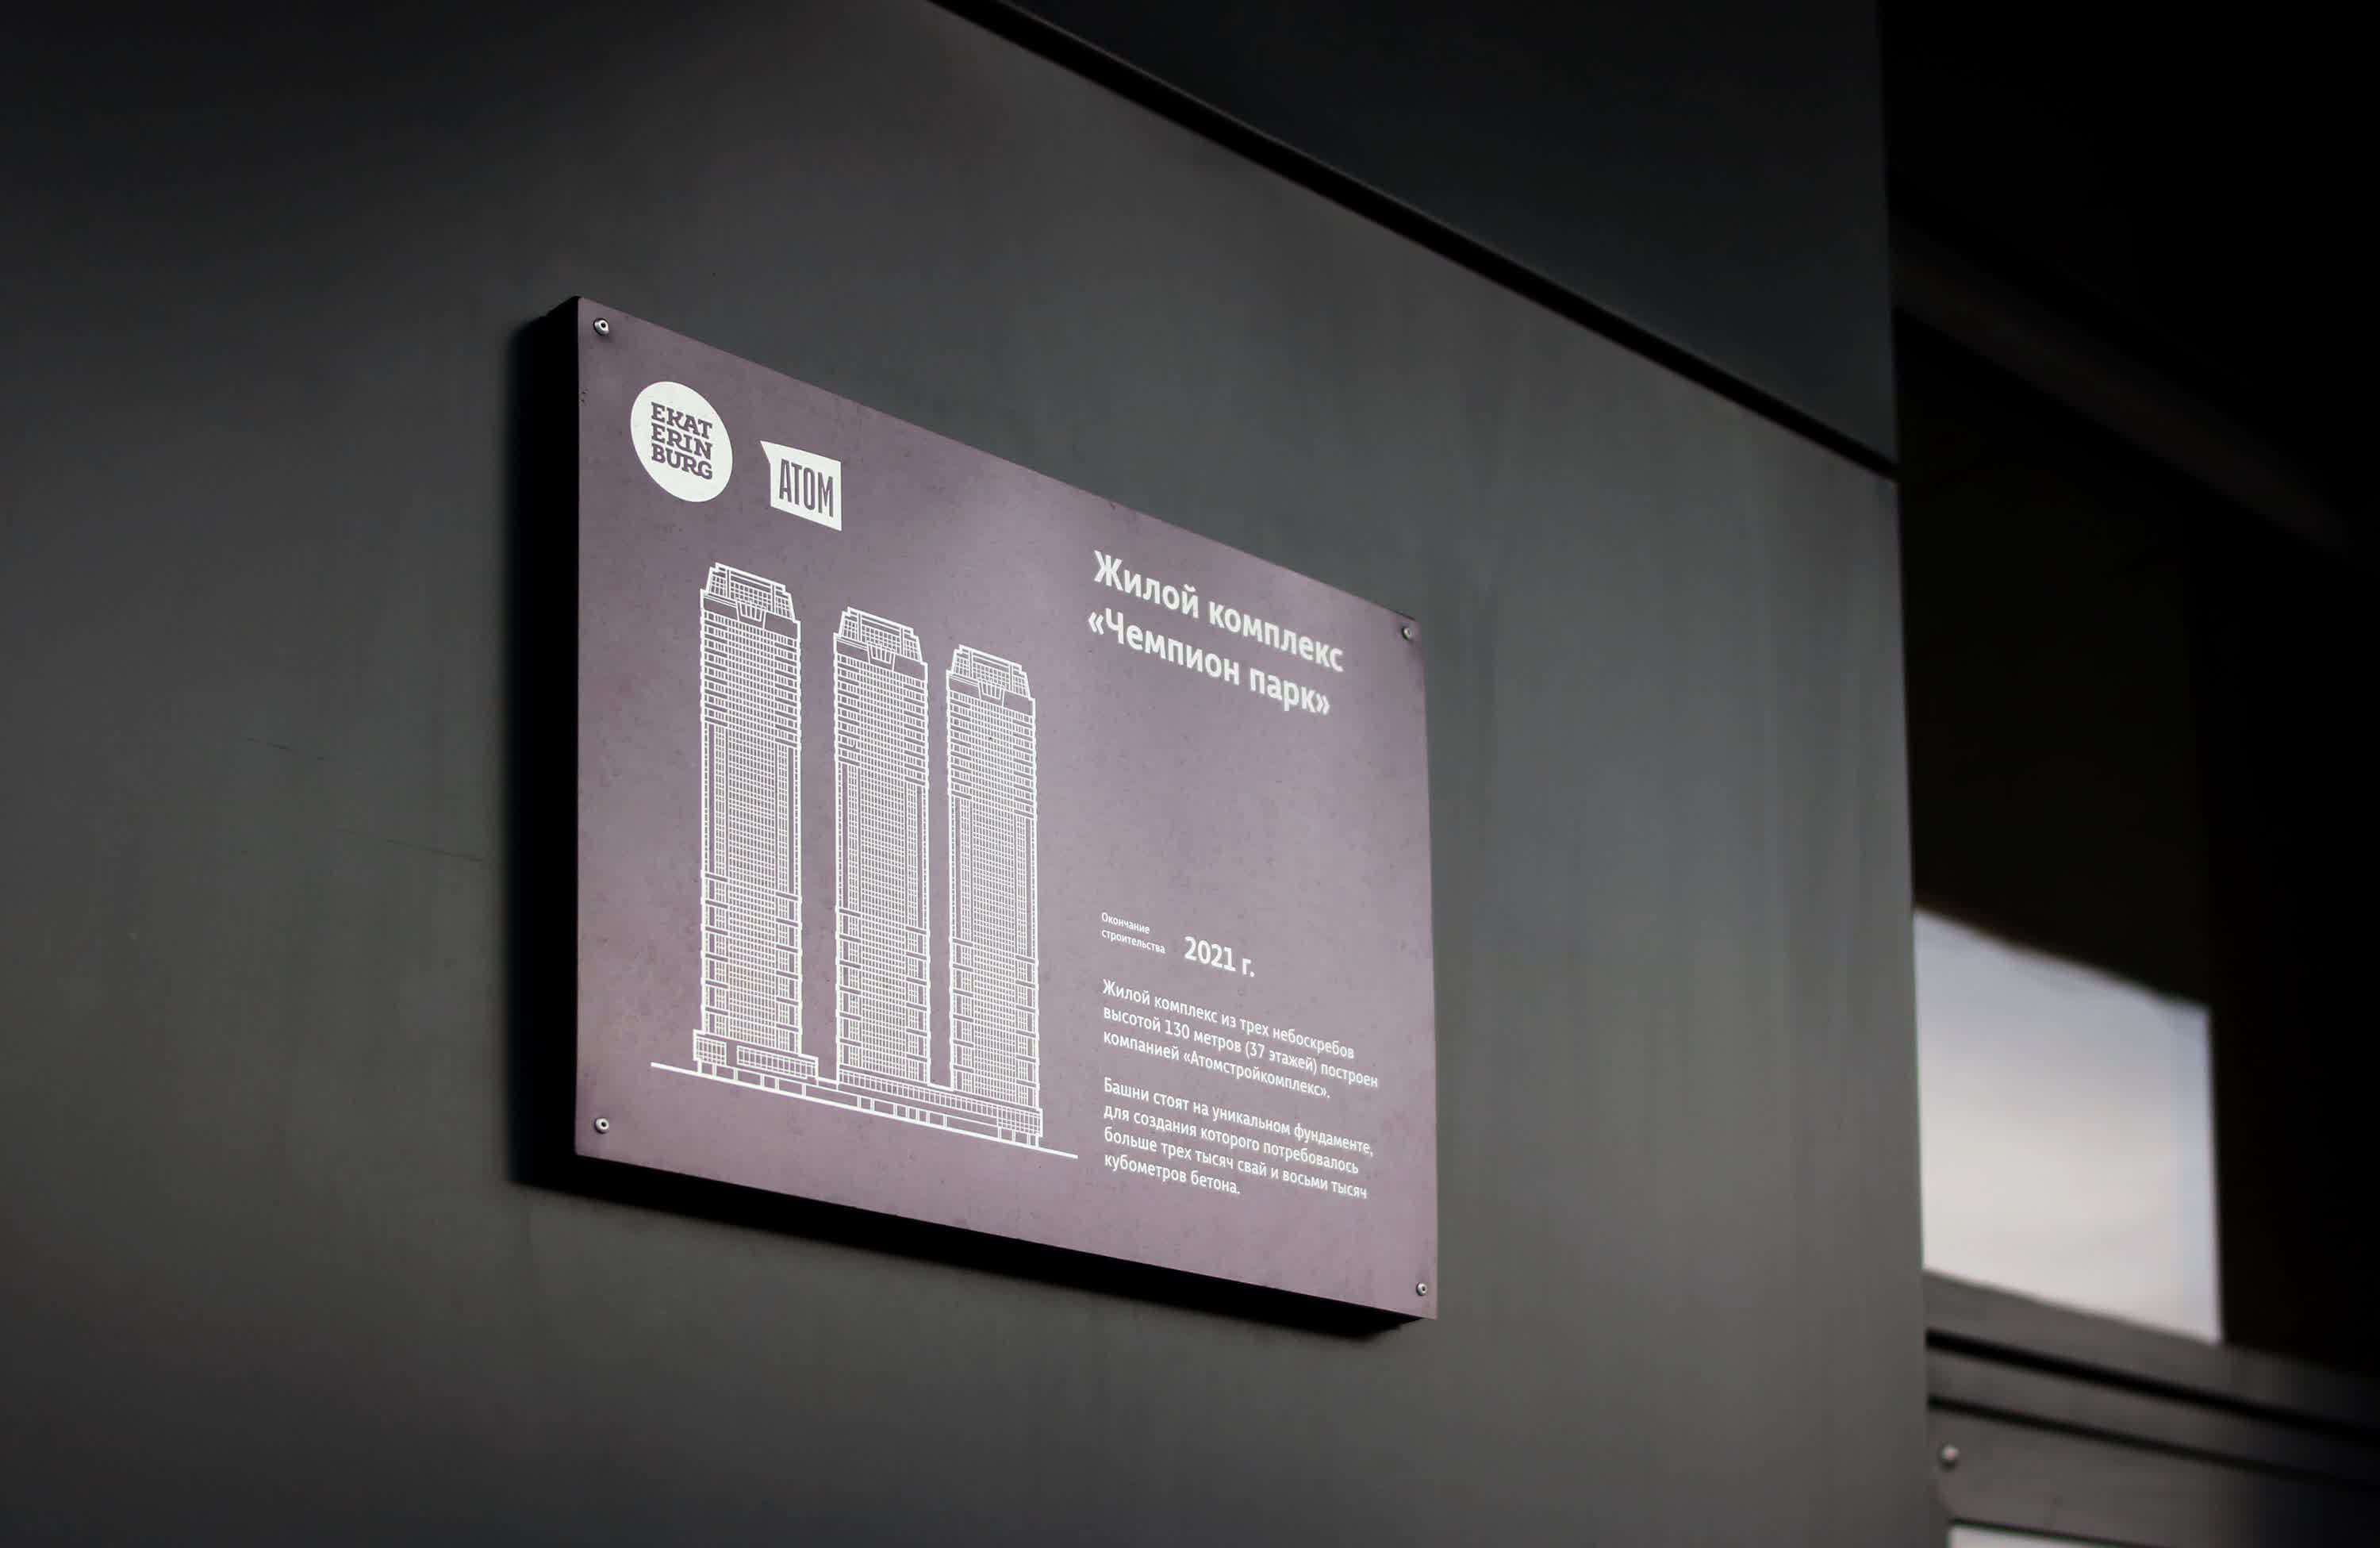 EKAT
ERIN
BURG
АТОМ
Жилой комплекс
«Чемпион парк»
Окончание
строительства
2021 г.
Жилой комплекс из трех небоскребов
высотой 130 метров (37 этажей) построен
компанией «Атомстройкомплекс».
Башни стоят на уникальном фундаменте,
для создания которого потребовалось
больше трех тысяч свай и восьми тысяч
кубометров бетона.